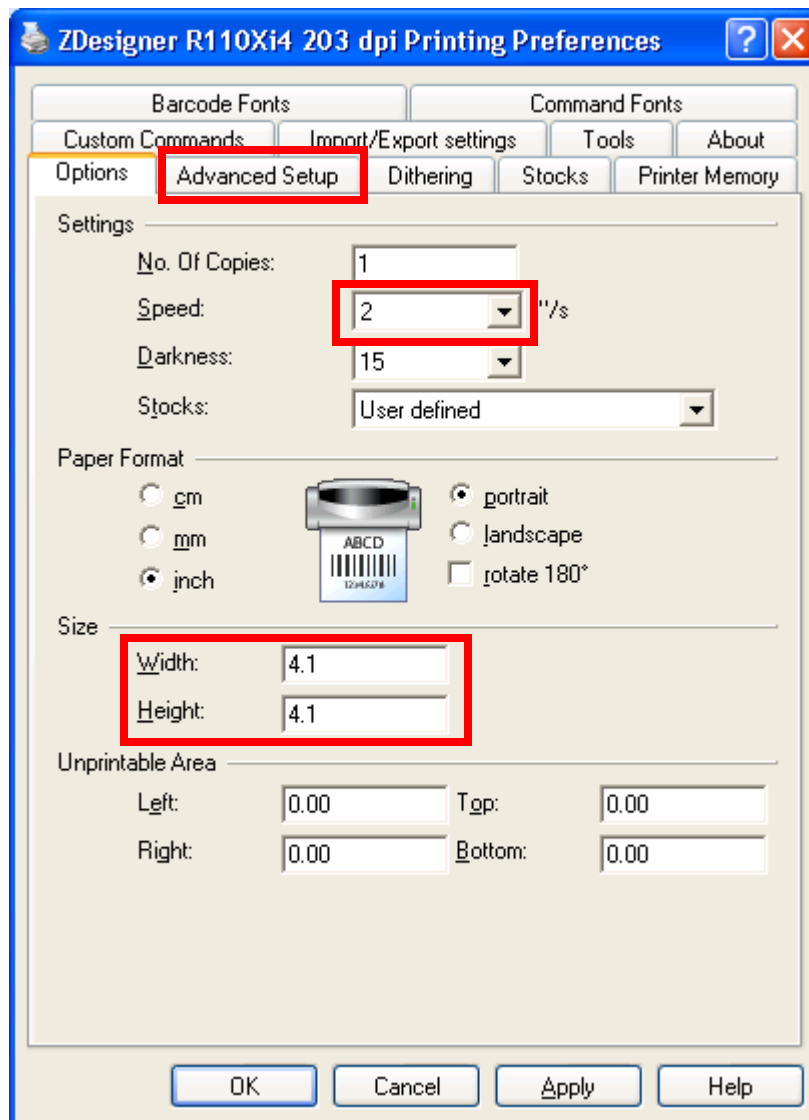 ZDesigner R110Xi4 203 dpi Printing Preferences
Barcode Fonts Command Fonts
Custom Commands Import/Export settings Tools About
Options Advanced Setup Dithering Stocks Printer Memory
Settings
No. Of Copies: 1
Speed: 2 "/s
Darkness: 15
Stocks: User defined
Paper Format
cm portrait
mm landscape
inch rotate 180°
ABCD
Size
Width: 4.1
Height: 4.1
Unprintable Area
Left: 0.00 Top: 0.00
Right: 0.00 Bottom: 0.00
OK Cancel Apply Help